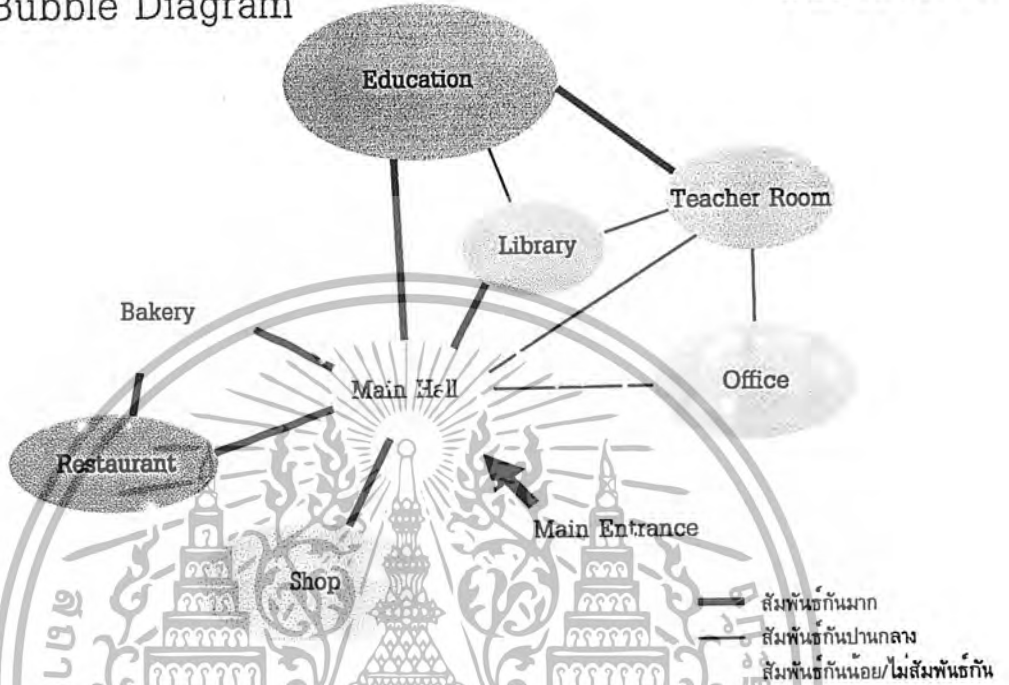 Bubble Diagram
Education
Teacher Room
Library
Bakery
Main Hall
Office
Restaurant
Main Entrance
Shop
สัมพันธ์กันมาก
สัมพันธ์กันปานกลาง
สัมพันธ์กันน้อย/ไม่สัมพันธ์กัน